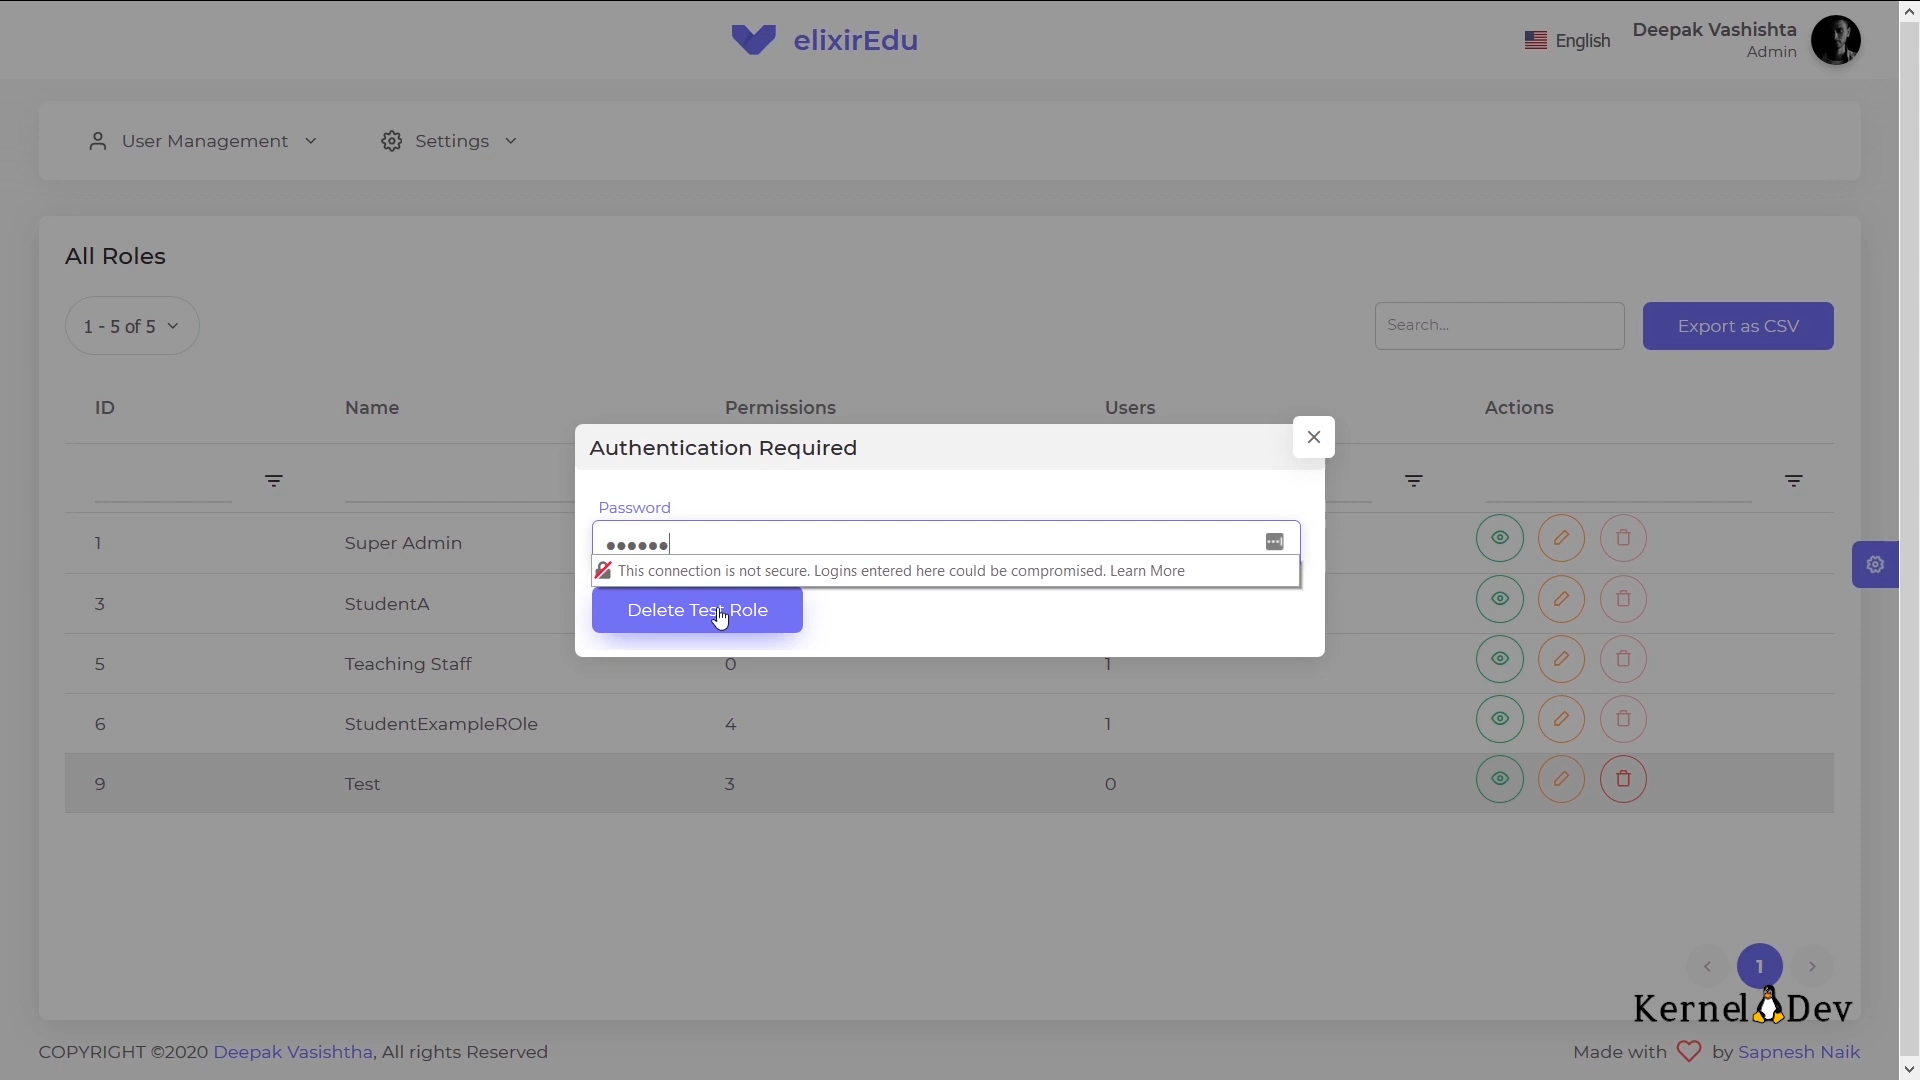 elixirEdu
English
Deepak Vashishta
Admin
User Management
Settings
All Roles
1 - 5 of 5
Search...
Export as CSV
ID Name Permissions Users Actions
Authentication Required
Password
This connection is not secure. Logins entered here could be compromised. Learn More
Delete Test Role
1 Super Admin
3 StudentA
5 Teaching Staff 0 1
6 StudentExampleROle 4 1
9 Test 3 0
1
Kernel Dev
COPYRIGHT ©2020 Deepak Vasishtha, All rights Reserved
Made with by Sapnesh Naik